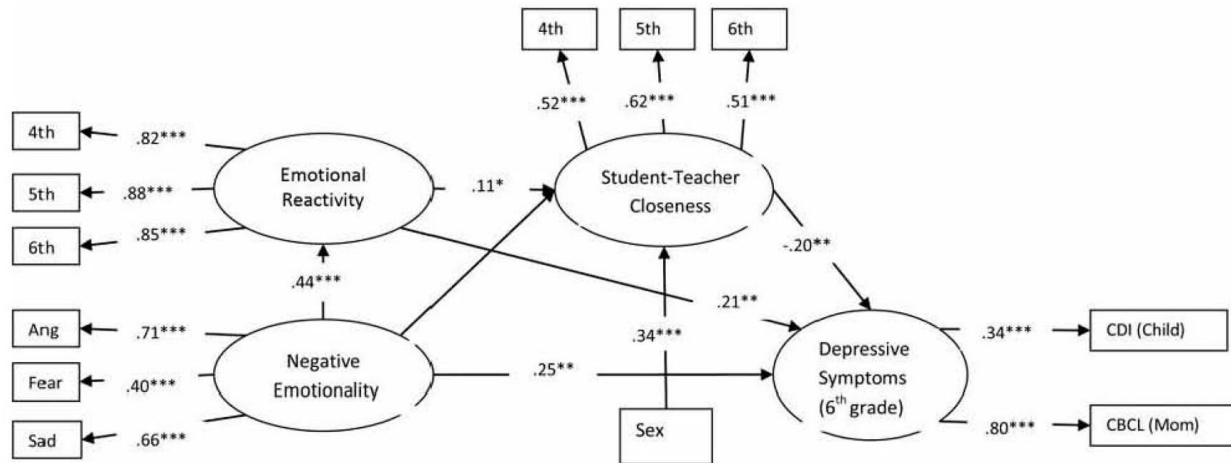 4th
5th
6th
.52***
.62***
.51***
4th
.82***
5th
.88***
6th
.85***
Emotional
Reactivity
.11*
Student-Teacher
Closeness
-.20**
.44***
.21**
Ang
.71***
Fear
.40***
Sad
.66***
Negative
Emotionality
.25**
.34***
Sex
Depressive
Symptoms
(6th grade)
.34***
CDI (Child)
.80***
CBCL (Mom)